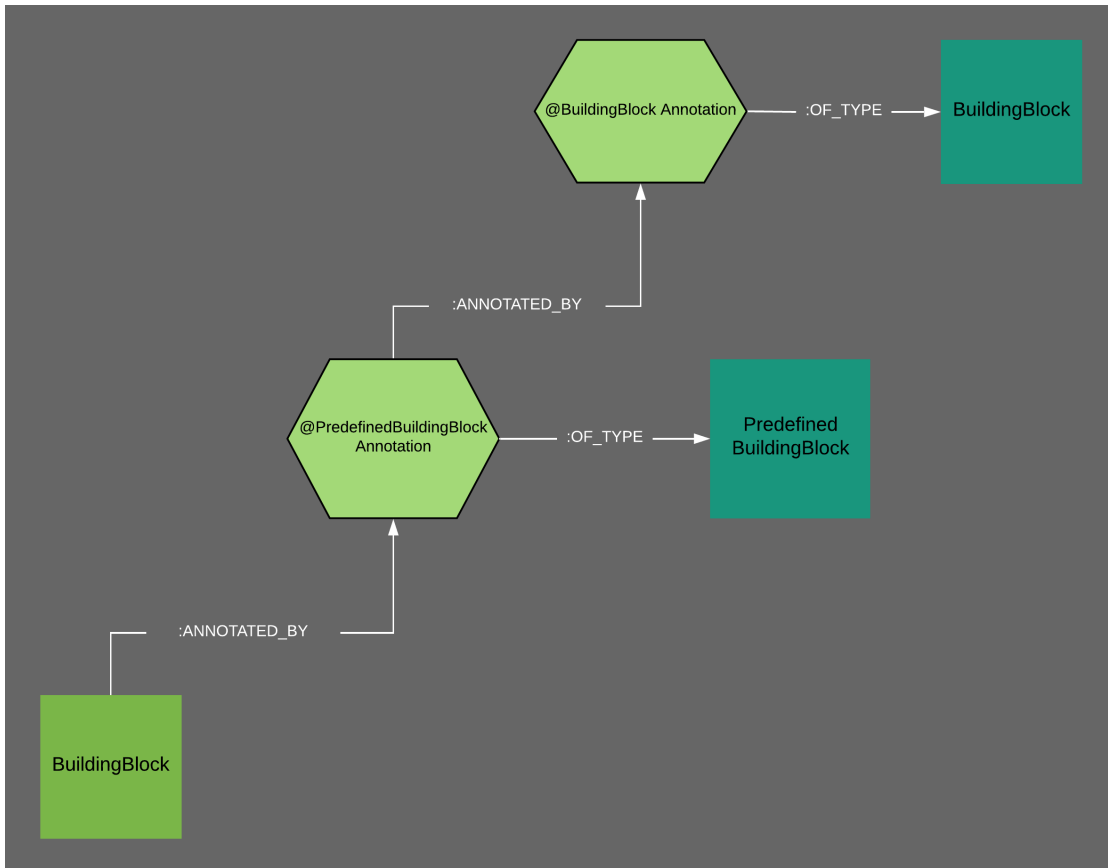 @BuildingBlock Annotation
:OF_TYPE
BuildingBlock
:ANNOTATED_BY
@PredefinedBuildingBlock
Annotation
:OF_TYPE
Predefined
BuildingBlock
:ANNOTATED_BY
BuildingBlock